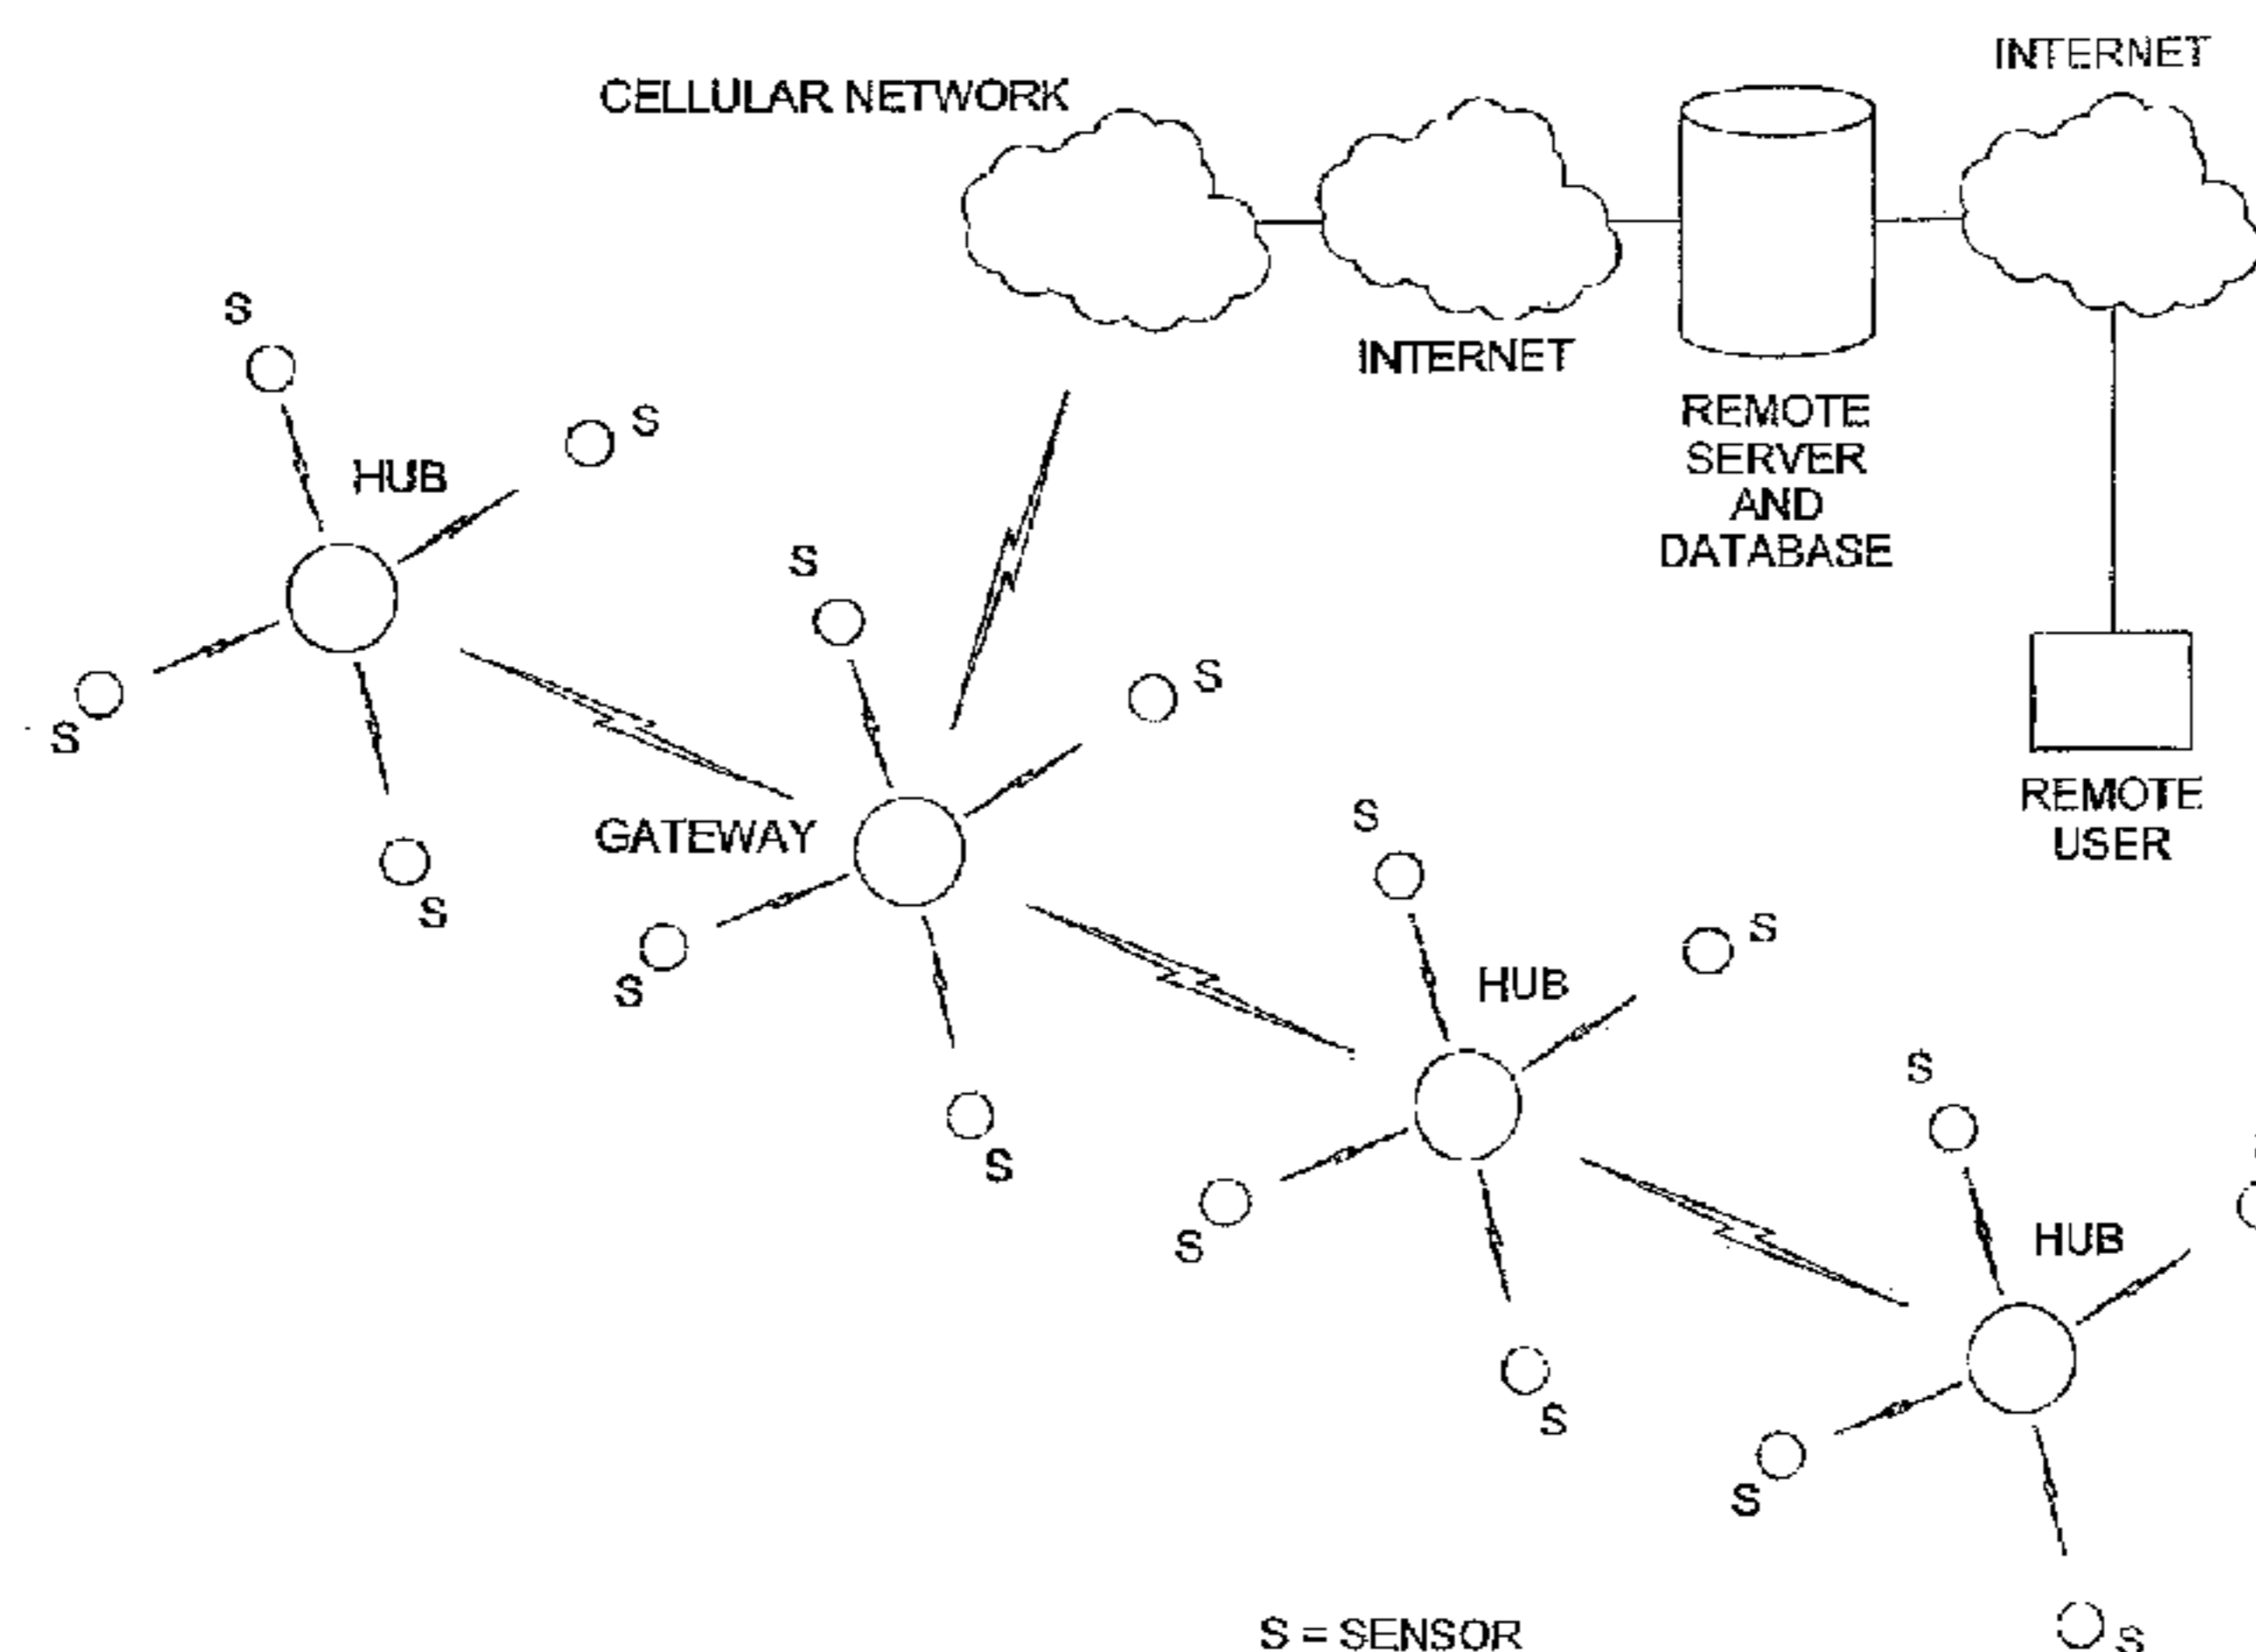 INTERNET
CELLULAR NETWORK
INTERNET
REMOTE
SERVER
AND
DATABASE
S
S
HUB
S
S
S
S
GATEWAY
S
S
REMOTE
USER
S
S
HUB
S
S
S
HUB
S
S
S = SENSOR